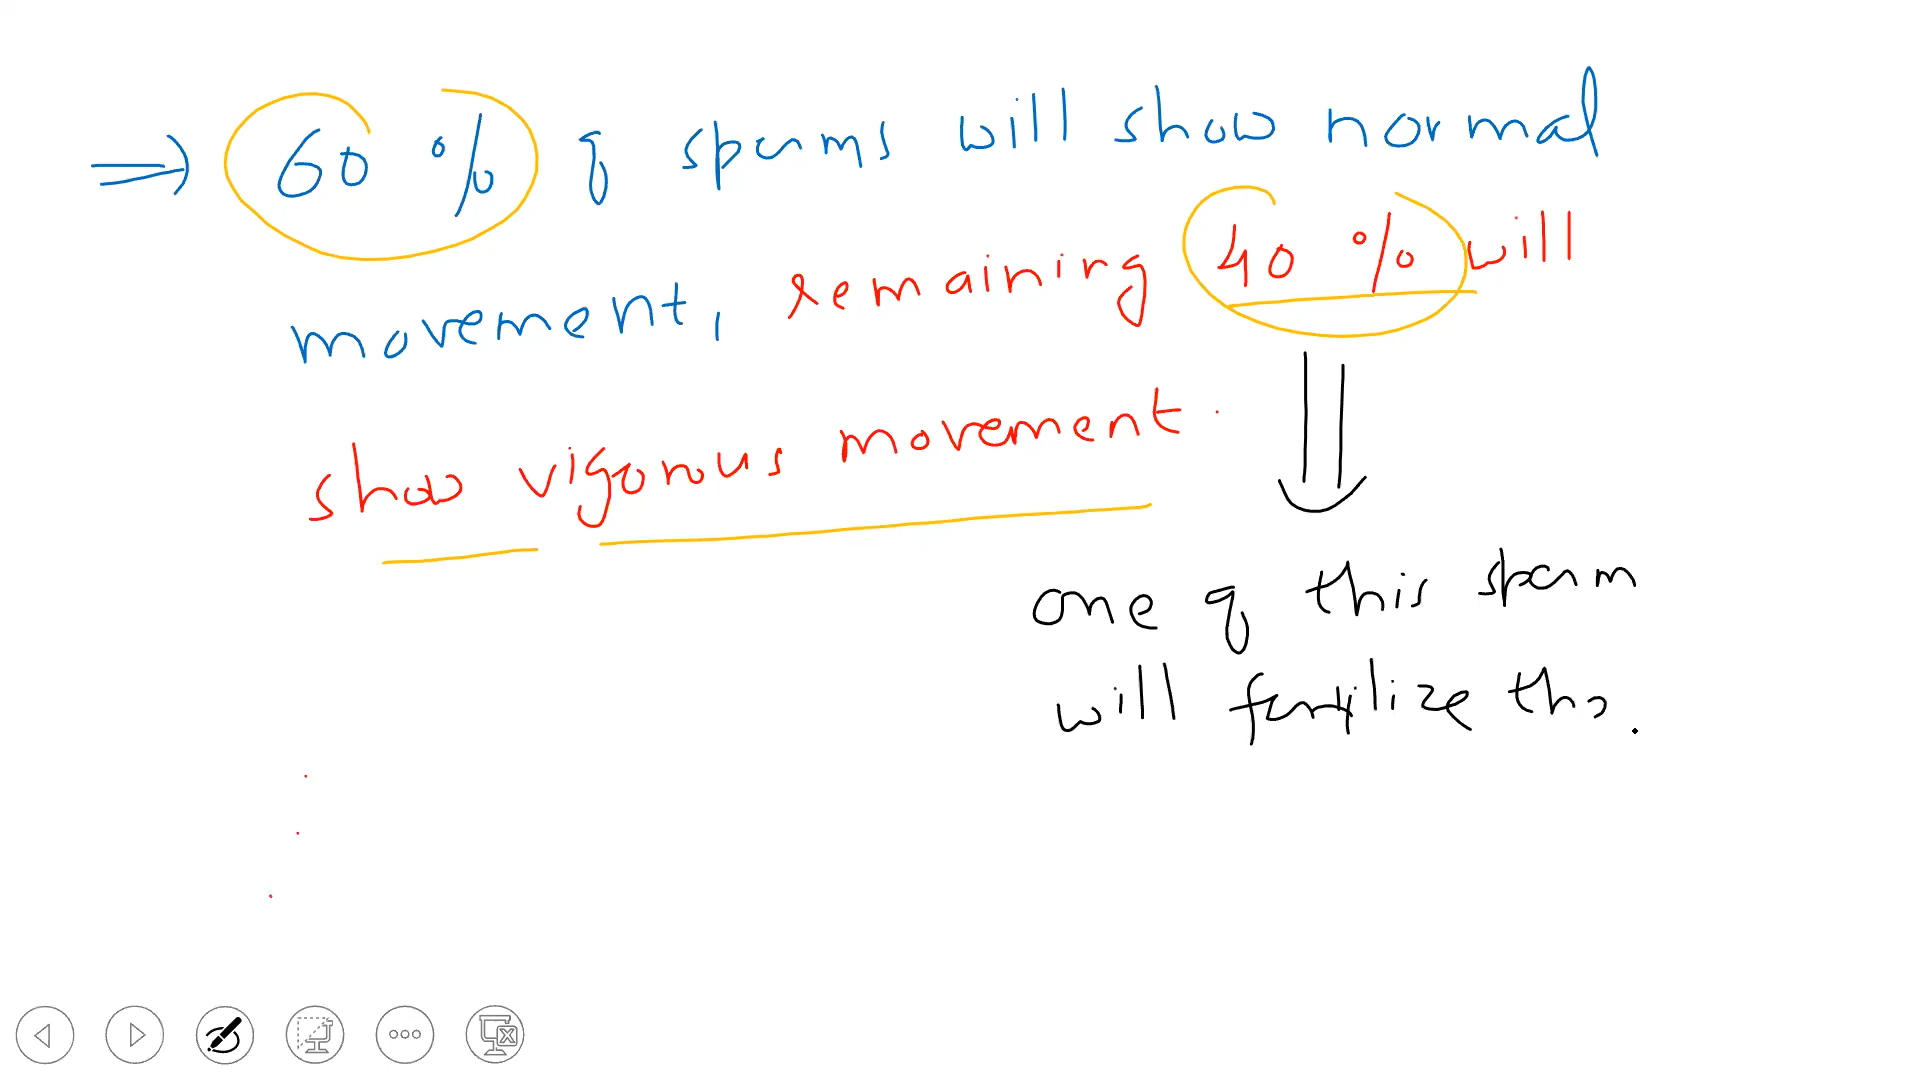 ⇒ 60 % of sperms will show normal
movement, remaining 40 % will
show vigorous movement.
one of this sperm
will fertilize the